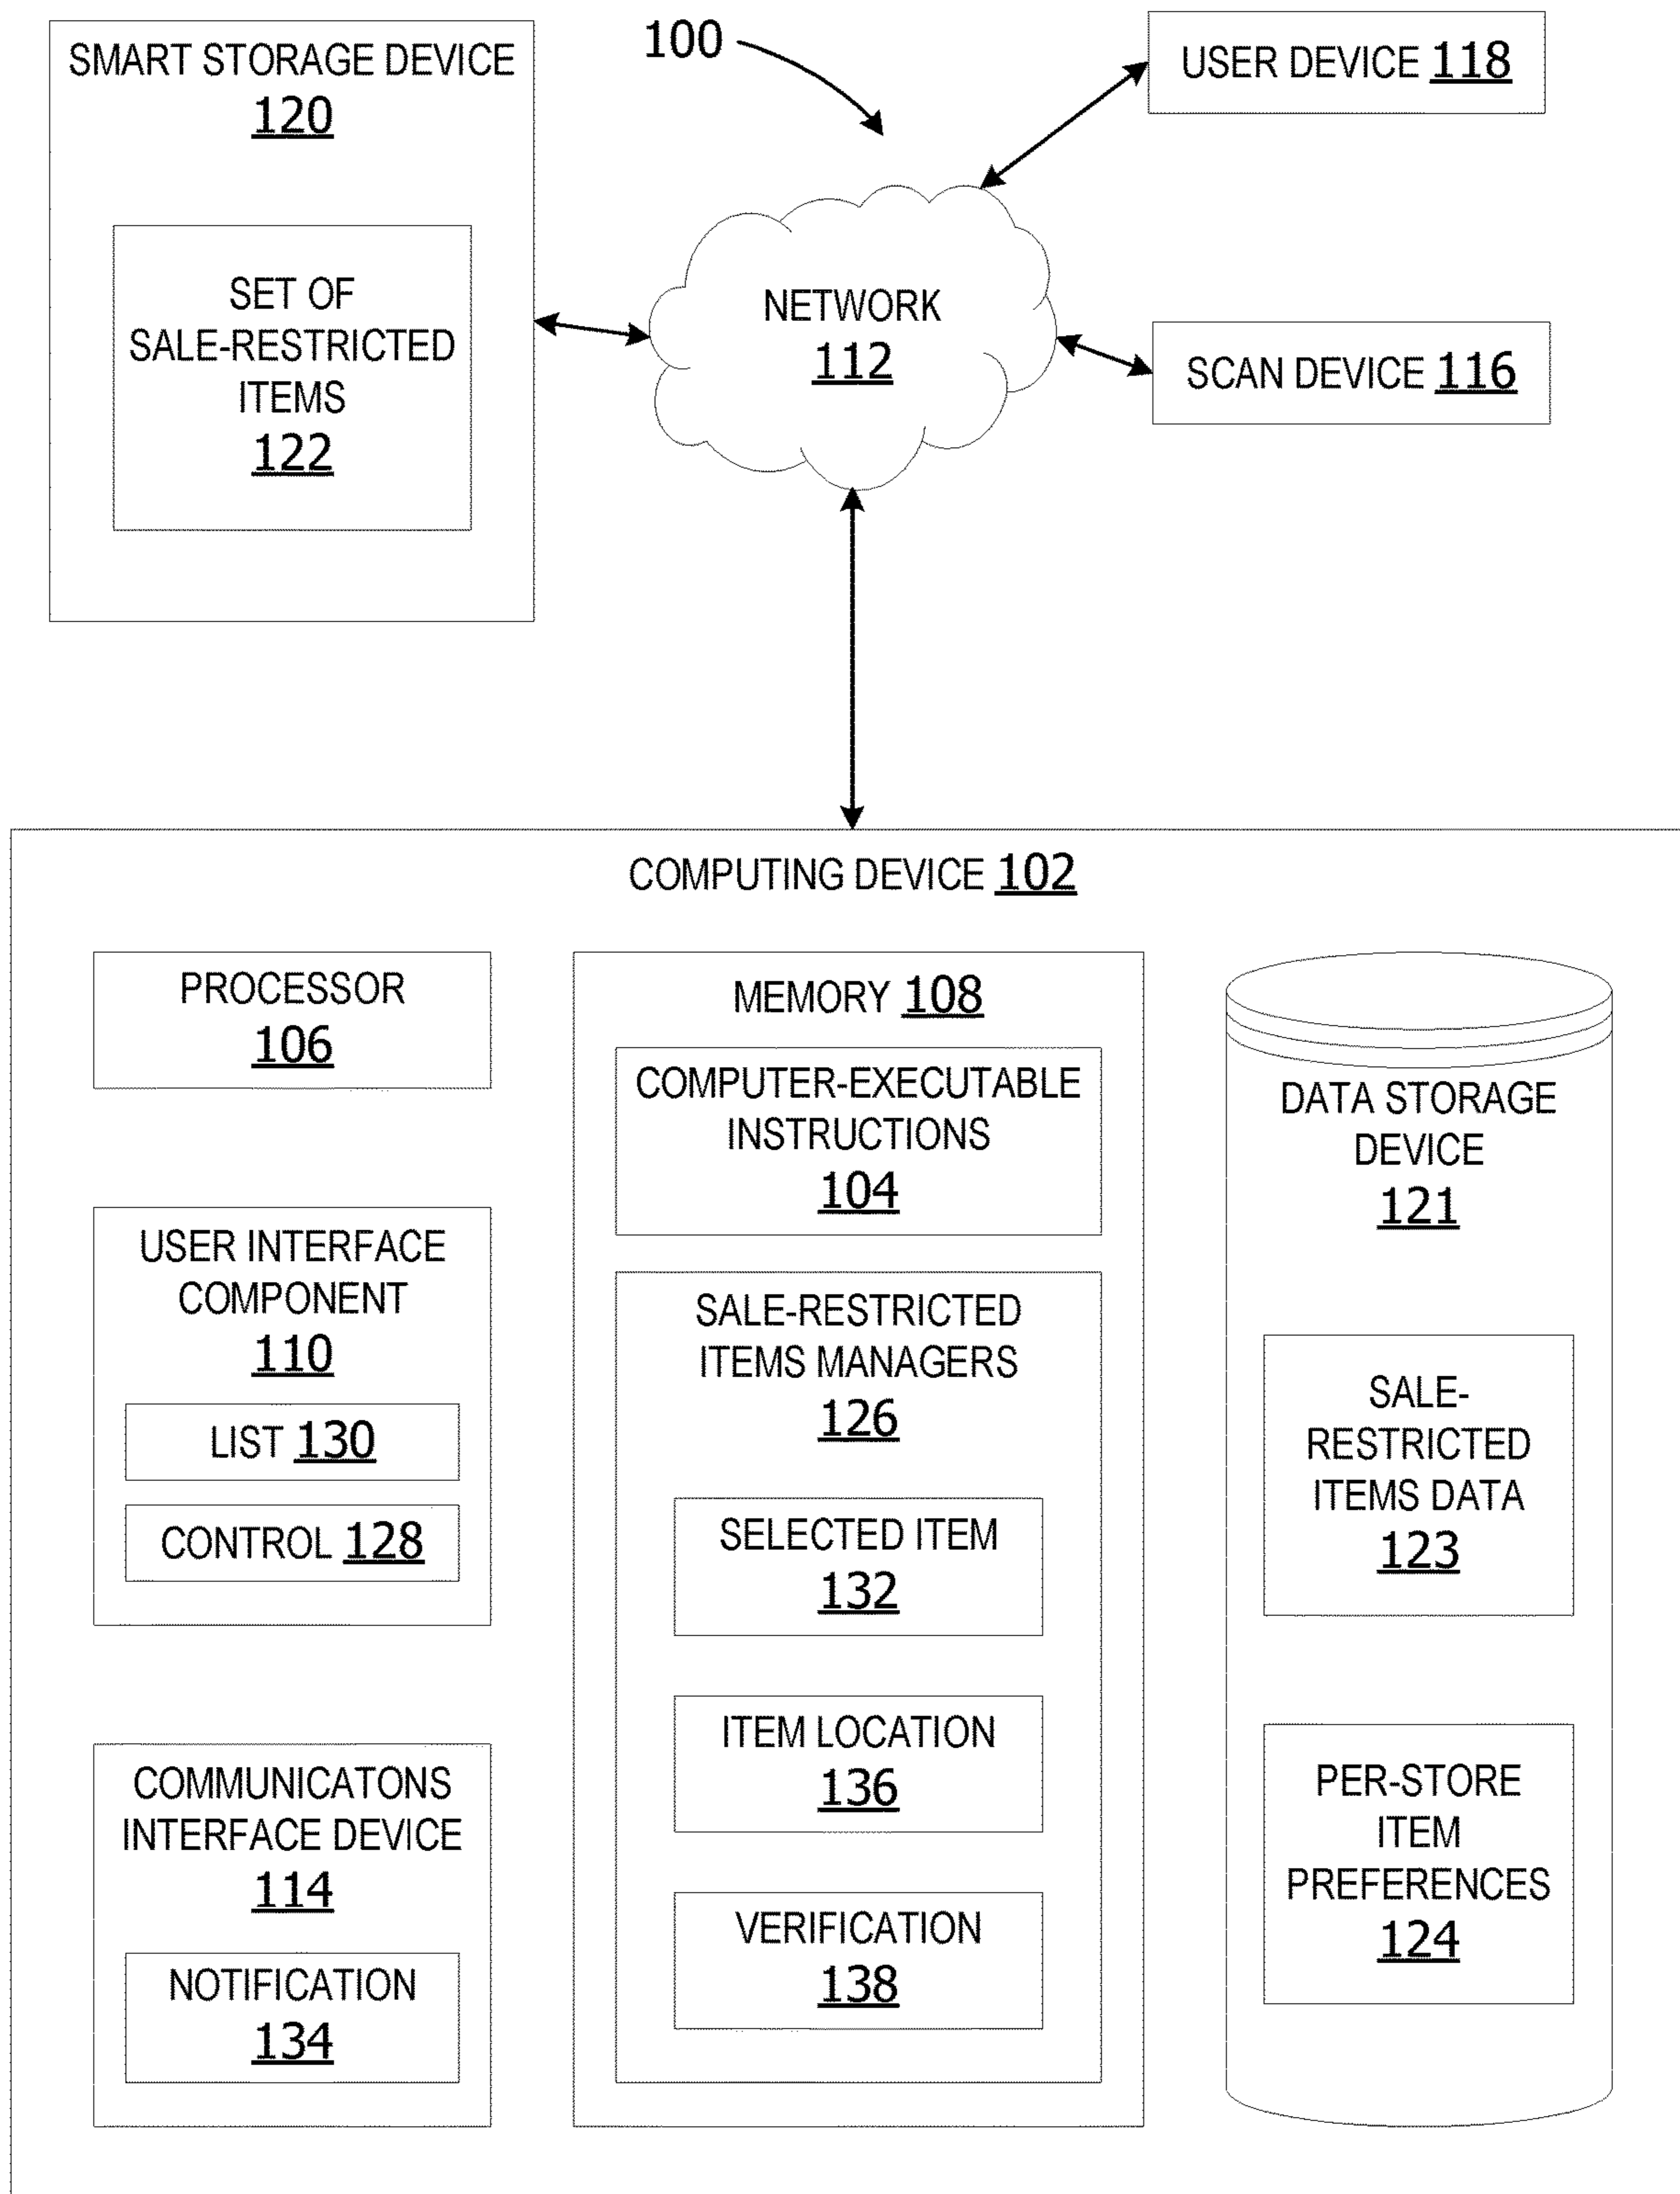 SMART STORAGE DEVICE
120
SET OF
SALE-RESTRICTED
ITEMS
122
100
NETWORK
112
USER DEVICE 118
SCAN DEVICE 116
COMPUTING DEVICE 102
PROCESSOR
106
USER INTERFACE
COMPONENT
110
LIST 130
CONTROL 128
COMMUNICATONS
INTERFACE DEVICE
114
NOTIFICATION
134
MEMORY 108
COMPUTER-EXECUTABLE
INSTRUCTIONS
104
SALE-RESTRICTED
ITEMS MANAGERS
126
SELECTED ITEM
132
ITEM LOCATION
136
VERIFICATION
138
DATA STORAGE
DEVICE
121
SALE-
RESTRICTED
ITEMS DATA
123
PER-STORE
ITEM
PREFERENCES
124